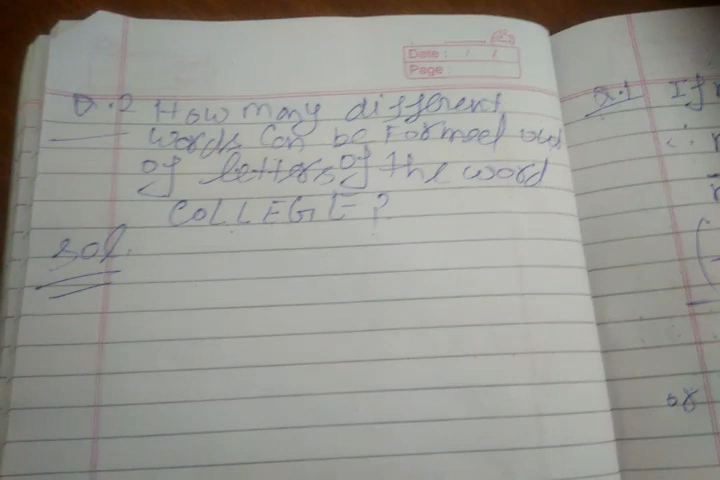 Date : / /
Page :
Q.2 How many different
words can be formed out
of letters of the word
COLLEGE?
Sol.
Q.1 If
∴
or